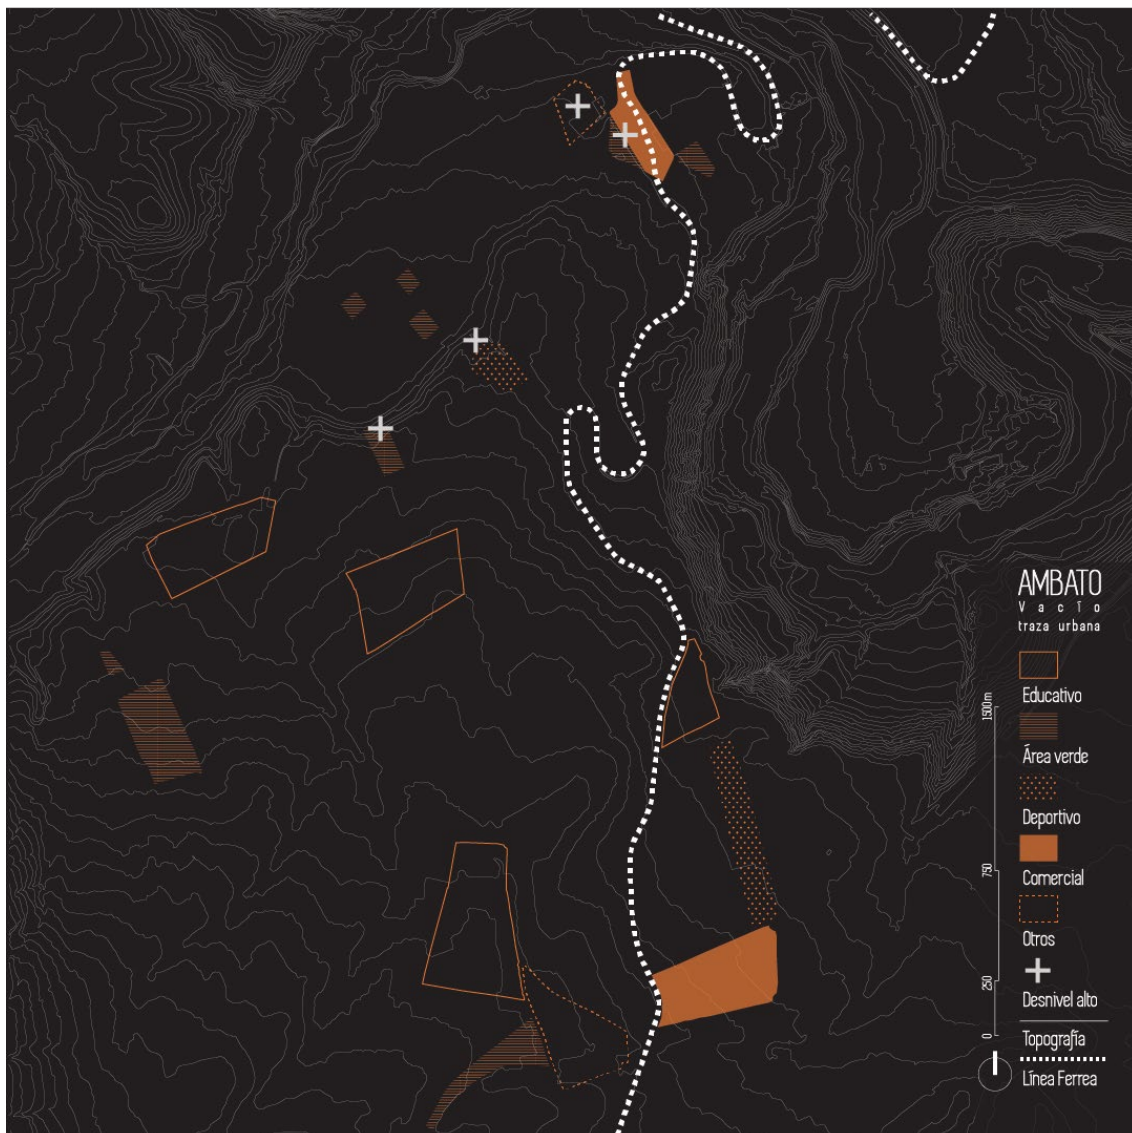 AMBATO
Vacío
traza urbana
Educativo
Área verde
Deportivo
Comercial
Otros
Desnivel alto
Topografía
Línea Ferrea
1500m
750
250
0